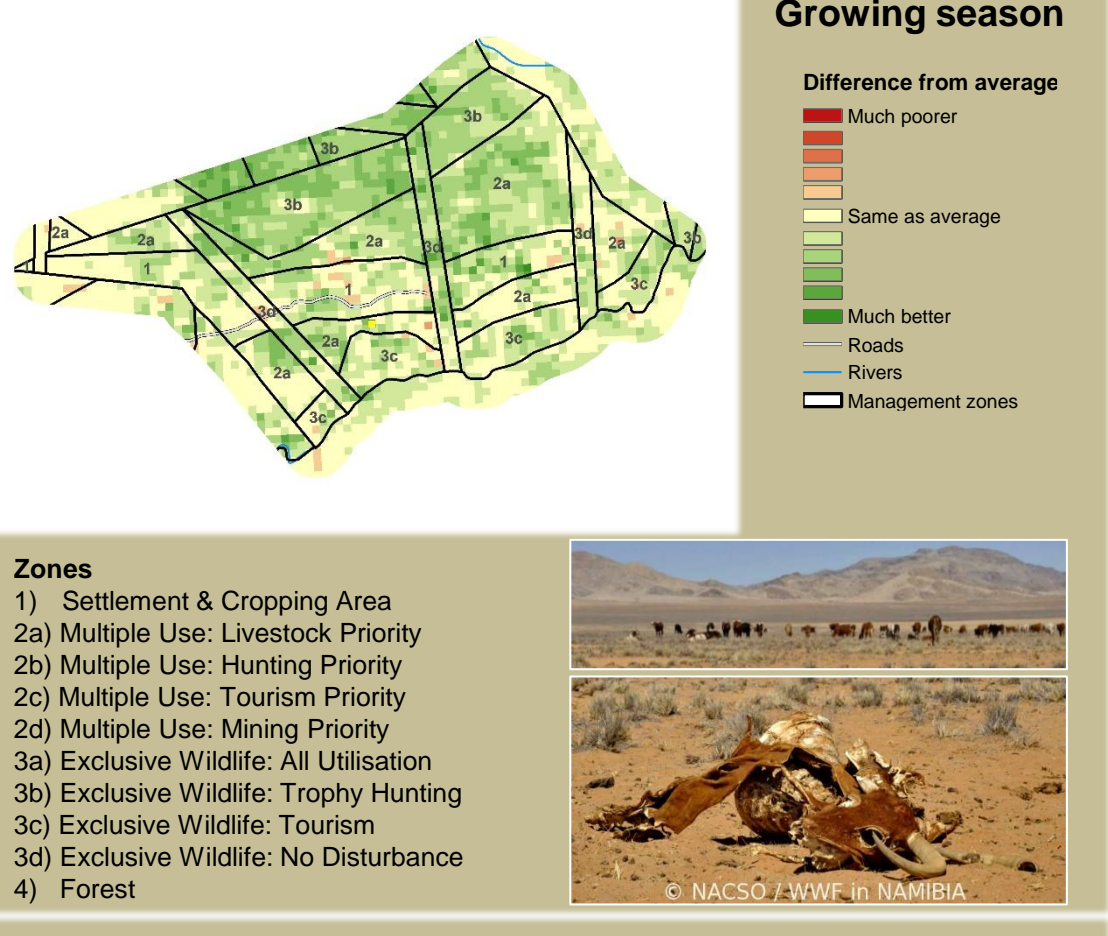 Growing season
Difference from average
Much poorer
Same as average
Much better
Roads
Rivers
Management zones
3b
3b
2a
3b
2a
2a
2a
3d
3d
2a
3b
1
1
1
2a
3c
3d
2a
3c
3c
2a
3c
Zones
1) Settlement & Cropping Area
2a) Multiple Use: Livestock Priority
2b) Multiple Use: Hunting Priority
2c) Multiple Use: Tourism Priority
2d) Multiple Use: Mining Priority
3a) Exclusive Wildlife: All Utilisation
3b) Exclusive Wildlife: Trophy Hunting
3c) Exclusive Wildlife: Tourism
3d) Exclusive Wildlife: No Disturbance
4) Forest
© NACSO / WWF in NAMIBIA